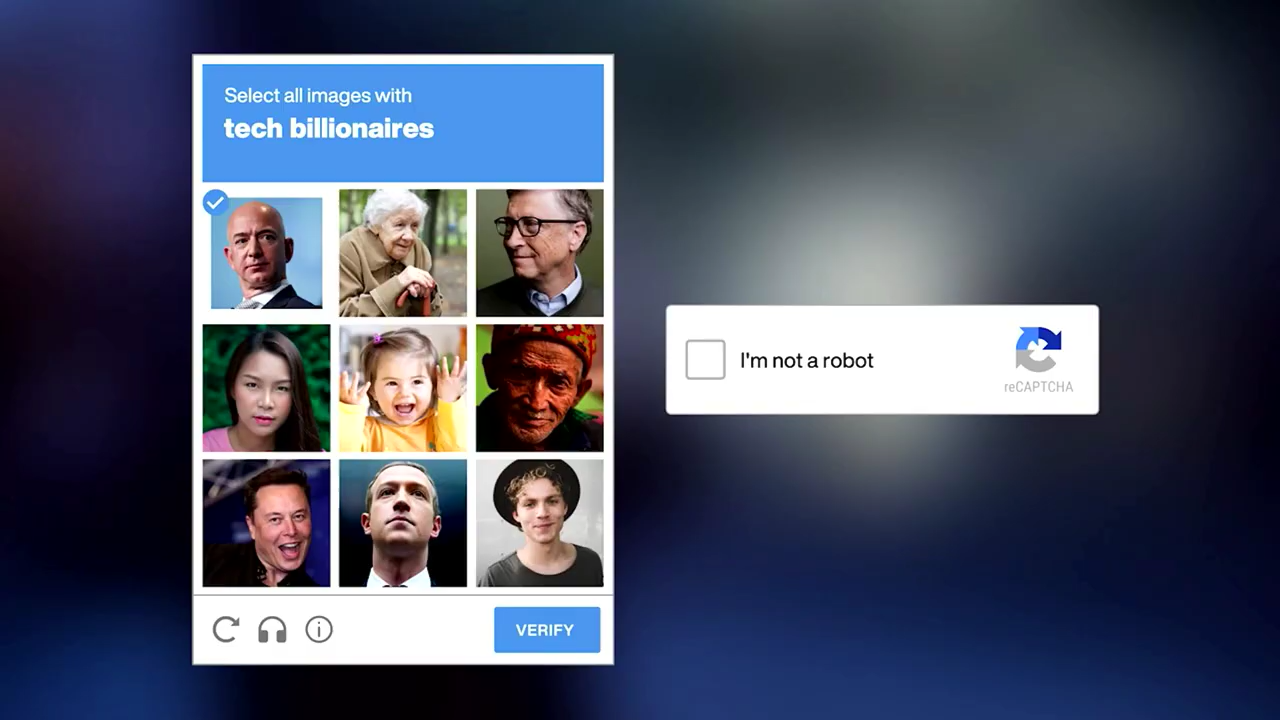 Select all images with
tech billionaires
I'm not a robot
reCAPTCHA
VERIFY